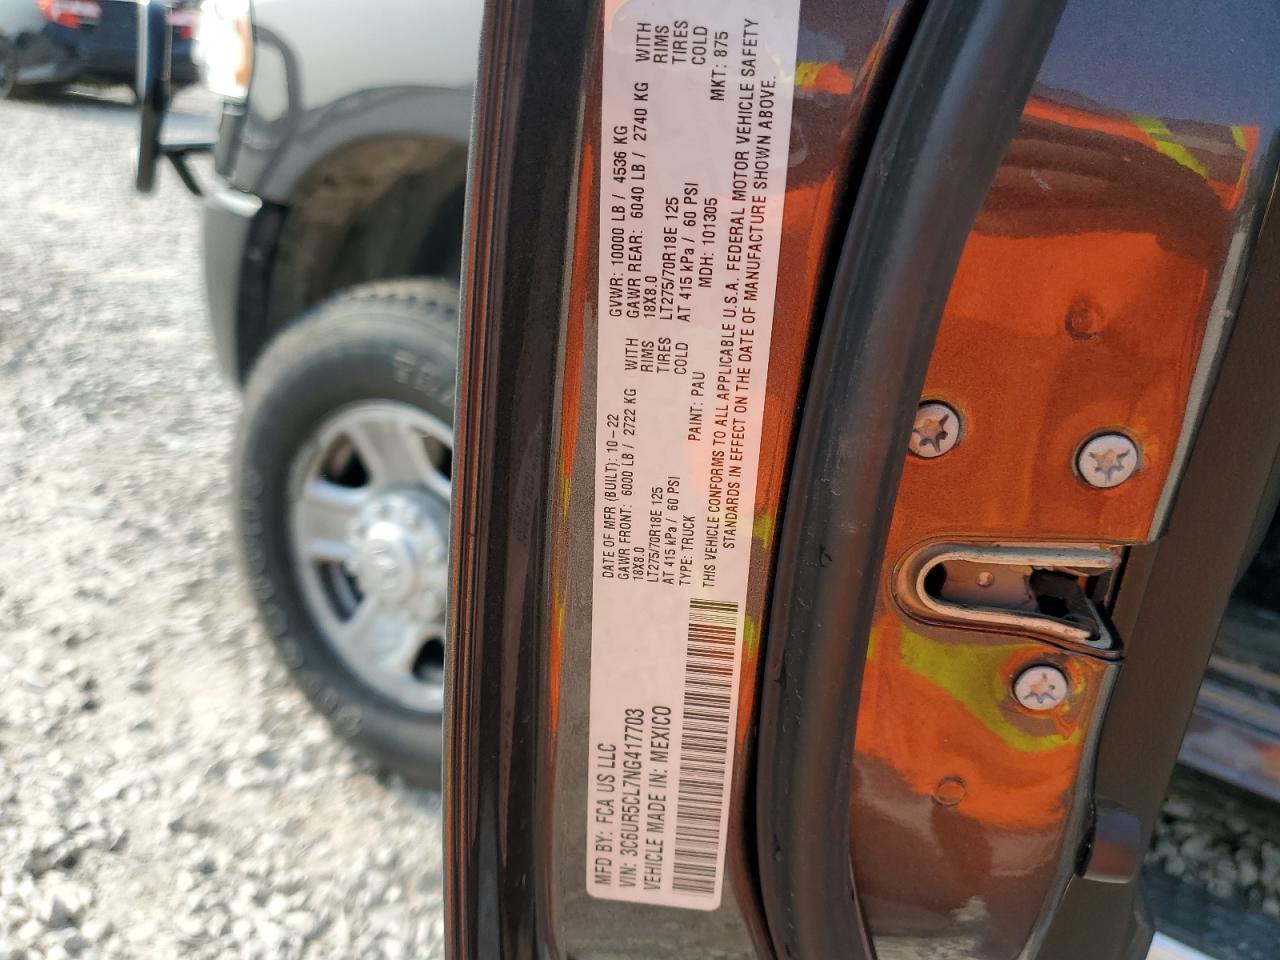 MFD BY: FCA US LLC
VIN: 3C6UR5CL7NG417703
VEHICLE MADE IN: MEXICO
DATE OF MFR (BUILT): 10-22 GVWR: 10000 LB / 4536 KG
GAWR FRONT: 6000 LB / 2722 KG WITH GAWR REAR: 6040 LB / 2740 KG WITH
18X8.0 RIMS 18X8.0 RIMS
LT275/70R18E 125 TIRES LT275/70R18E 125 TIRES
AT 415 kPa / 60 PSI COLD AT 415 kPa / 60 PSI COLD
TYPE: TRUCK PAINT: PAU MDH: 101305 MKT: 875
THIS VEHICLE CONFORMS TO ALL APPLICABLE U.S.A. FEDERAL MOTOR VEHICLE SAFETY
STANDARDS IN EFFECT ON THE DATE OF MANUFACTURE SHOWN ABOVE.